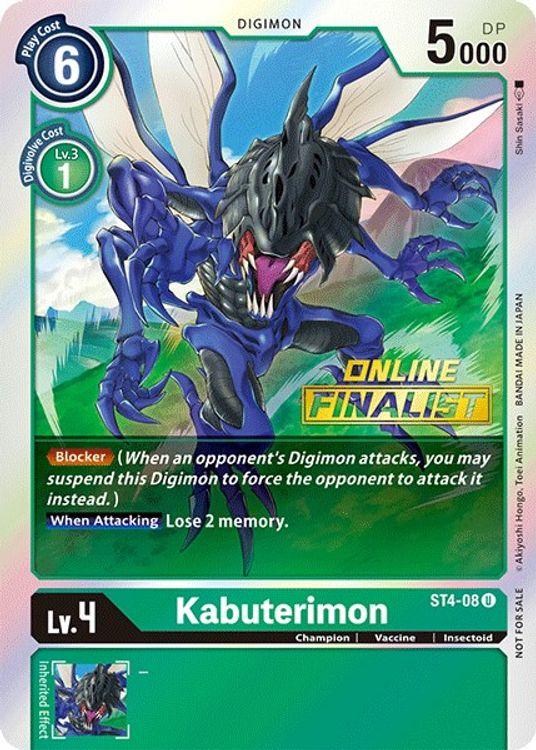 DIGIMON
Play Cost
6
5000
DP
Digivolve Cost
Lv.3
1
Shin Sasaki
ONLINE
FINALIST
Blocker (When an opponent's Digimon attacks, you may
suspend this Digimon to force the opponent to attack it
instead.)
When Attacking Lose 2 memory.
© Akiyoshi Hongo, Toei Animation BANDAI MADE IN JAPAN
NOT FOR SALE
Lv.4
Kabuterimon
ST4-08 U
Champion | Vaccine | Insectoid
Inherited Effect
–